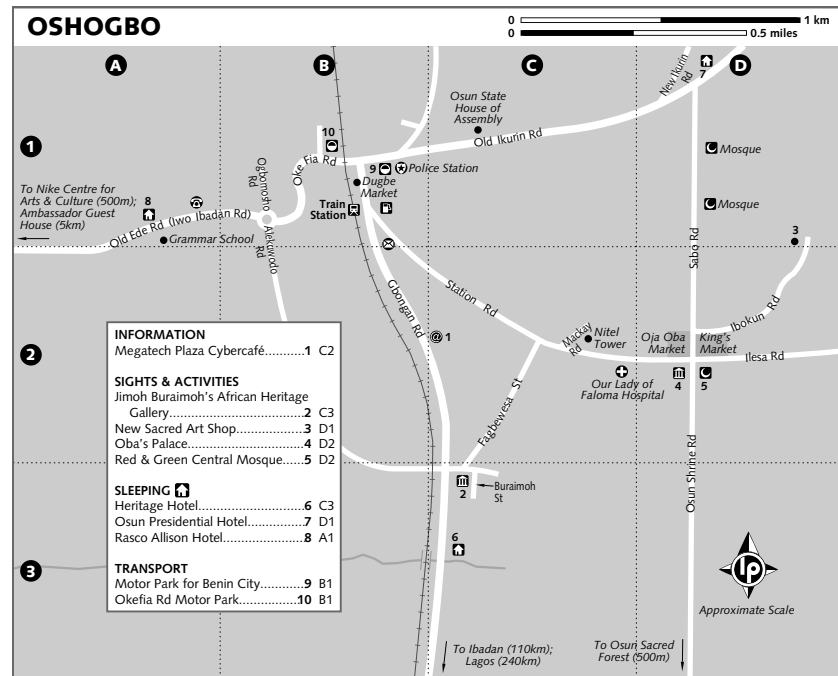 OSHOGBO
0 1 km
0 0.5 miles
A B C D
1
2
3
10
Oke Fia Rd
Ogbomosho
Rd
To Nike Centre for
Arts & Culture (500m);
Ambassador Guest
House (5km)
8
Old Ede Rd (Iwo Ibadan Rd)
Grammar School
Alekuwodo
Rd
Osun State
House of
Assembly
Old Ikurin Rd
New Ikurin
Rd
7
9
Police Station
Dugbe
Market
Train
Station
Mosque
Mosque
Sabo Rd
3
Gbongan Rd
Station Rd
@ 1
Mackay
Rd
Nitel
Tower
Oja Oba
Market
King's
Market
Ibokun Rd
Ilesa Rd
4
5
Our Lady of
Faloma Hospital
Fagbewesa St
2
Buraimoh
St
Osun Shrine Rd
6
INFORMATION
Megatech Plaza Cybercafé..........1 C2
SIGHTS & ACTIVITIES
Jimoh Buraimoh's African Heritage
Gallery.....................................2 C3
New Sacred Art Shop................3 D1
Oba's Palace..............................4 D2
Red & Green Central Mosque.....5 D2
SLEEPING
Heritage Hotel...........................6 C3
Osun Presidential Hotel..............7 D1
Rasco Allison Hotel.....................8 A1
TRANSPORT
Motor Park for Benin City...........9 B1
Okefia Rd Motor Park...............10 B1
lp
Approximate Scale
To Ibadan (110km);
Lagos (240km)
To Osun Sacred
Forest (500m)